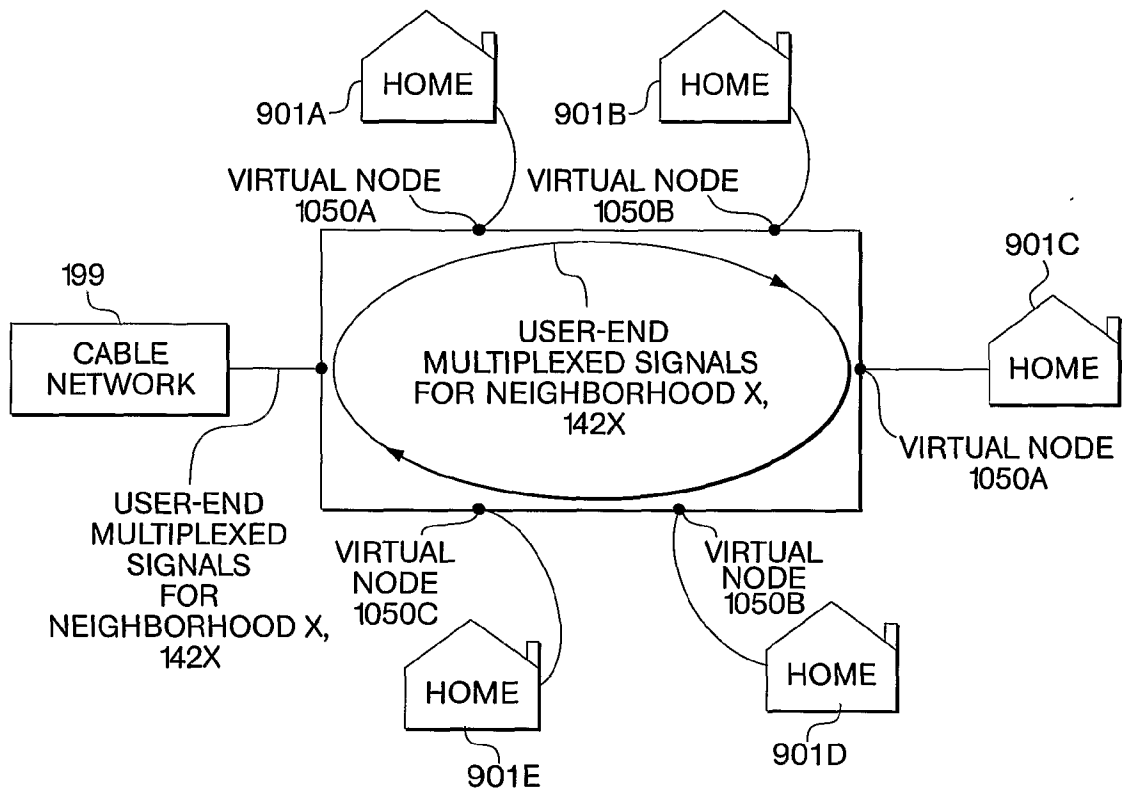 HOME
901A
HOME
901B
VIRTUAL NODE
1050A
VIRTUAL NODE
1050B
901C
HOME
199
CABLE
NETWORK
USER-END
MULTIPLEXED SIGNALS
FOR NEIGHBORHOOD X,
142X
VIRTUAL NODE
1050A
USER-END
MULTIPLEXED
SIGNALS
FOR
NEIGHBORHOOD X,
142X
VIRTUAL
NODE
1050C
VIRTUAL
NODE
1050B
HOME
901E
HOME
901D